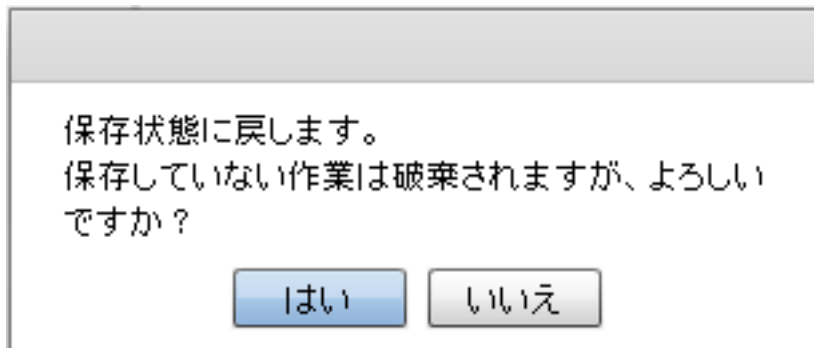 保存状態に戻します。
保存していない作業は破棄されますが、よろしい
ですか？
はい
いいえ